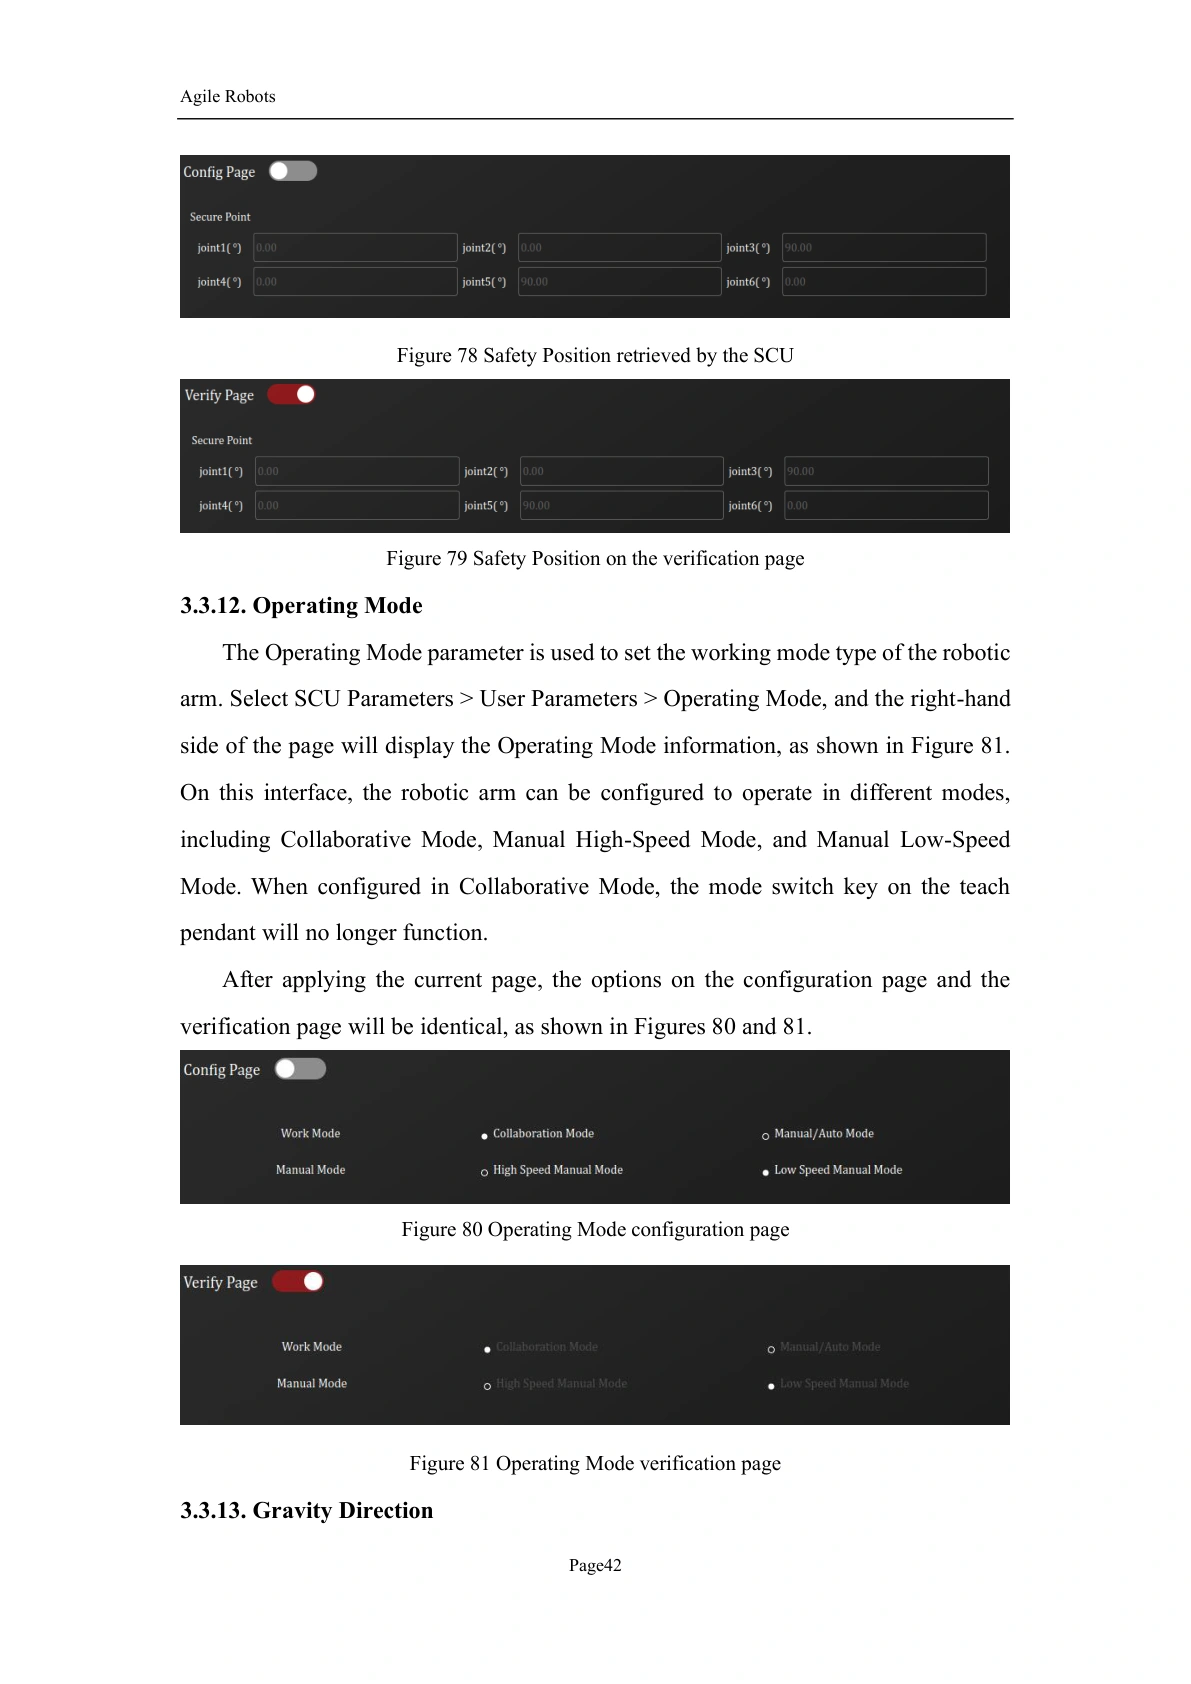 Agile Robots
Config Page
Secure Point
joint1( °) 0.00 joint2( °) 0.00 joint3( °) 90.00
joint4( °) 0.00 joint5( °) 90.00 joint6( °) 0.00
Figure 78 Safety Position retrieved by the SCU
Verify Page
Secure Point
joint1( °) 0.00 joint2( °) 0.00 joint3( °) 90.00
joint4( °) 0.00 joint5( °) 90.00 joint6( °) 0.00
Figure 79 Safety Position on the verification page
3.3.12. Operating Mode
The Operating Mode parameter is used to set the working mode type of the robotic
arm. Select SCU Parameters > User Parameters > Operating Mode, and the right-hand
side of the page will display the Operating Mode information, as shown in Figure 81.
On this interface, the robotic arm can be configured to operate in different modes,
including Collaborative Mode, Manual High-Speed Mode, and Manual Low-Speed
Mode. When configured in Collaborative Mode, the mode switch key on the teach
pendant will no longer function.
After applying the current page, the options on the configuration page and the
verification page will be identical, as shown in Figures 80 and 81.
Config Page
Work Mode Collaboration Mode Manual/Auto Mode
Manual Mode High Speed Manual Mode Low Speed Manual Mode
Figure 80 Operating Mode configuration page
Verify Page
Work Mode Collaboration Mode Manual/Auto Mode
Manual Mode High Speed Manual Mode Low Speed Manual Mode
Figure 81 Operating Mode verification page
3.3.13. Gravity Direction
Page42